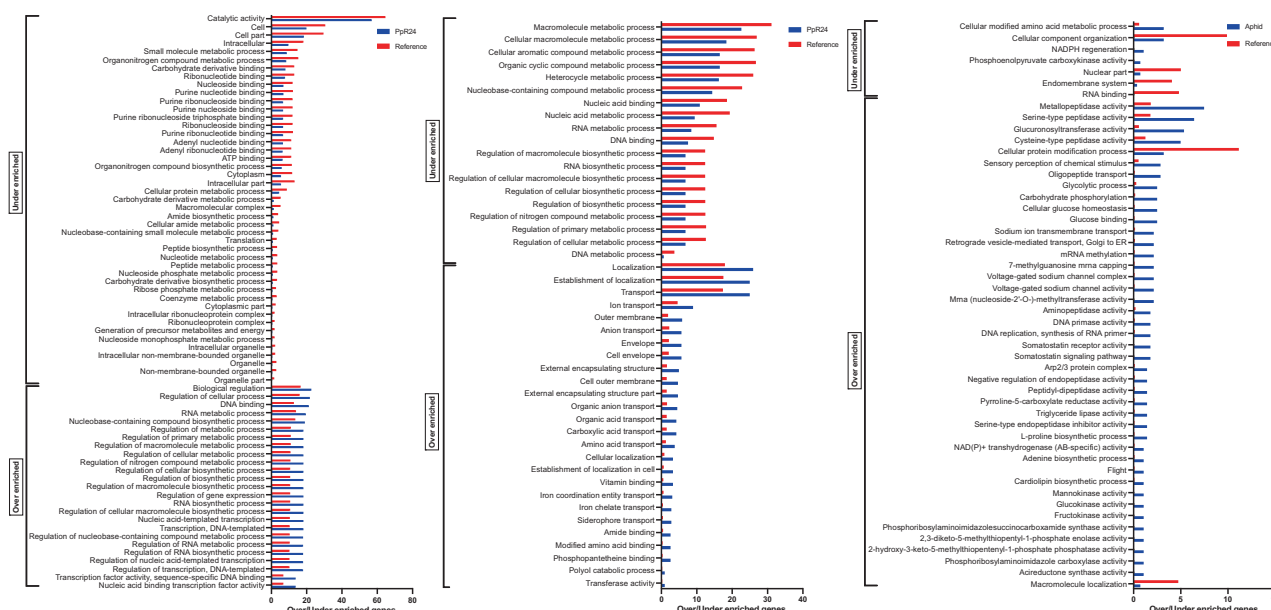 Catalytic activity
Cell
Cell part
Intracellular
Small molecule metabolic process
Organonitrogen compound metabolic process
Carbohydrate derivative binding
Ribonucleotide binding
Nucleoside binding
Purine nucleotide binding
Purine ribonucleoside binding
Purine nucleoside binding
Purine ribonucleoside triphosphate binding
Ribonucleoside binding
Purine ribonucleotide binding
Adenyl nucleotide binding
Adenyl ribonucleotide binding
ATP binding
Organonitrogen compound biosynthetic process
Cytoplasm
Intracellular part
Cellular protein metabolic process
Carbohydrate derivative metabolic process
Macromolecular complex
Amide biosynthetic process
Cellular amide metabolic process
Nucleobase-containing small molecule metabolic process
Translation
Peptide biosynthetic process
Nucleotide metabolic process
Peptide metabolic process
Nucleoside phosphate metabolic process
Carbohydrate derivative biosynthetic process
Ribose phosphate metabolic process
Coenzyme metabolic process
Cytoplasmic part
Intracellular ribonucleoprotein complex
Ribonucleoprotein complex
Generation of precursor metabolites and energy
Nucleoside monophosphate metabolic process
Intracellular organelle
Intracellular non-membrane-bounded organelle
Organelle
Non-membrane-bounded organelle
Organelle part
Biological regulation
Regulation of cellular process
DNA binding
RNA metabolic process
Nucleobase-containing compound biosynthetic process
Regulation of metabolic process
Regulation of primary metabolic process
Regulation of macromolecule metabolic process
Regulation of cellular metabolic process
Regulation of nitrogen compound metabolic process
Regulation of cellular biosynthetic process
Regulation of biosynthetic process
Regulation of macromolecule biosynthetic process
Regulation of gene expression
RNA biosynthetic process
Regulation of cellular macromolecule biosynthetic process
Nucleic acid-templated transcription
Transcription, DNA-templated
Regulation of nucleobase-containing compound metabolic process
Regulation of RNA metabolic process
Regulation of RNA biosynthetic process
Regulation of nucleic acid-templated transcription
Regulation of transcription, DNA-templated
Transcription factor activity, sequence-specific DNA binding
Nucleic acid binding transcription factor activity
Under enriched
Over enriched
PpR24
Reference
0 20 40 60 80
Over/Under enriched genes
Macromolecule metabolic process
Cellular macromolecule metabolic process
Cellular aromatic compound metabolic process
Organic cyclic compound metabolic process
Heterocycle metabolic process
Nucleobase-containing compound metabolic process
Nucleic acid binding
Nucleic acid metabolic process
RNA metabolic process
DNA binding
Regulation of macromolecule biosynthetic process
RNA biosynthetic process
Regulation of cellular macromolecule biosynthetic process
Regulation of cellular biosynthetic process
Regulation of biosynthetic process
Regulation of nitrogen compound metabolic process
Regulation of primary metabolic process
Regulation of cellular metabolic process
DNA metabolic process
Localization
Establishment of localization
Transport
Ion transport
Outer membrane
Anion transport
Envelope
Cell envelope
External encapsulating structure
Cell outer membrane
External encapsulating structure part
Organic anion transport
Organic acid transport
Carboxylic acid transport
Amino acid transport
Cellular localization
Establishment of localization in cell
Vitamin binding
Iron coordination entity transport
Iron chelate transport
Siderophore transport
Amide binding
Modified amino acid binding
Phosphopantetheine binding
Polyol catabolic process
Transferase activity
Under enriched
Over enriched
PpR24
Reference
0 10 20 30 40
Over/Under enriched genes
Cellular modified amino acid metabolic process
Cellular component organization
NADPH regeneration
Phosphoenolpyruvate carboxykinase activity
Nuclear part
Endomembrane system
RNA binding
Metallopeptidase activity
Serine-type peptidase activity
Glucuronosyltransferase activity
Cysteine-type peptidase activity
Cellular protein modification process
Sensory perception of chemical stimulus
Oligopeptide transport
Glycolytic process
Carbohydrate phosphorylation
Cellular glucose homeostasis
Glucose binding
Sodium ion transmembrane transport
Retrograde vesicle-mediated transport, Golgi to ER
mRNA methylation
7-methylguanosine mrna capping
Voltage-gated sodium channel complex
Voltage-gated sodium channel activity
Mrna (nucleoside-2'-O-)-methyltransferase activity
Aminopeptidase activity
DNA primase activity
DNA replication, synthesis of RNA primer
Somatostatin receptor activity
Somatostatin signaling pathway
Arp2/3 protein complex
Negative regulation of endopeptidase activity
Peptidyl-dipeptidase activity
Pyrroline-5-carboxylate reductase activity
Triglyceride lipase activity
Serine-type endopeptidase inhibitor activity
L-proline biosynthetic process
NAD(P)+ transhydrogenase (AB-specific) activity
Adenine biosynthetic process
Flight
Cardiolipin biosynthetic process
Mannokinase activity
Glucokinase activity
Fructokinase activity
Phosphoribosylaminoimidazolesuccinocarboxamide synthase activity
2,3-diketo-5-methylthiopentyl-1-phosphate enolase activity
2-hydroxy-3-keto-5-methylthiopentenyl-1-phosphate phosphatase activity
Phosphoribosylaminoimidazole carboxylase activity
Acireductone synthase activity
Macromolecule localization
Under enriched
Over enriched
Aphid
Reference
0 5 10
Over/Under enriched genes